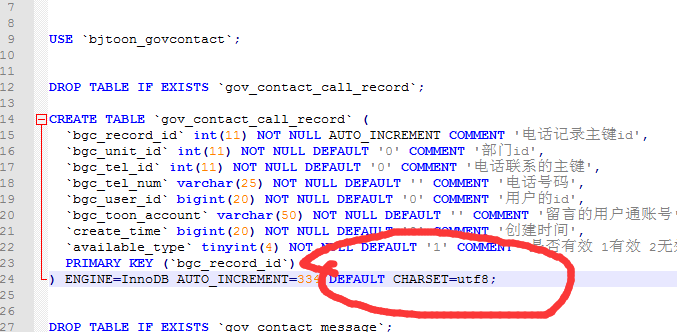 7
8
9 USE `bjtoon_govcontact`;
10
11
12 DROP TABLE IF EXISTS `gov_contact_call_record`;
13
14 CREATE TABLE `gov_contact_call_record` (
15 `bgc_record_id` int(11) NOT NULL AUTO_INCREMENT COMMENT '电话记录主键id',
16 `bgc_unit_id` int(11) NOT NULL DEFAULT '0' COMMENT '部门id',
17 `bgc_tel_id` int(11) NOT NULL DEFAULT '0' COMMENT '电话联系的主键',
18 `bgc_tel_num` varchar(25) NOT NULL DEFAULT '' COMMENT '电话号码',
19 `bgc_user_id` bigint(20) NOT NULL DEFAULT '0' COMMENT '用户的id',
20 `bgc_toon_account` varchar(50) NOT NULL DEFAULT '' COMMENT '留言的用户通账号'
21 `create_time` bigint(20) NOT NULL DEFAULT '0' COMMENT '创建时间',
22 `available_type` tinyint(4) NOT NULL DEFAULT '1' COMMENT 是否有效 1有效 2无
23 PRIMARY KEY (`bgc_record_id`)
24 ) ENGINE=InnoDB AUTO_INCREMENT=334 DEFAULT CHARSET=utf8;
25
26
27 DROP TABLE IF EXISTS `gov_contact_message`;